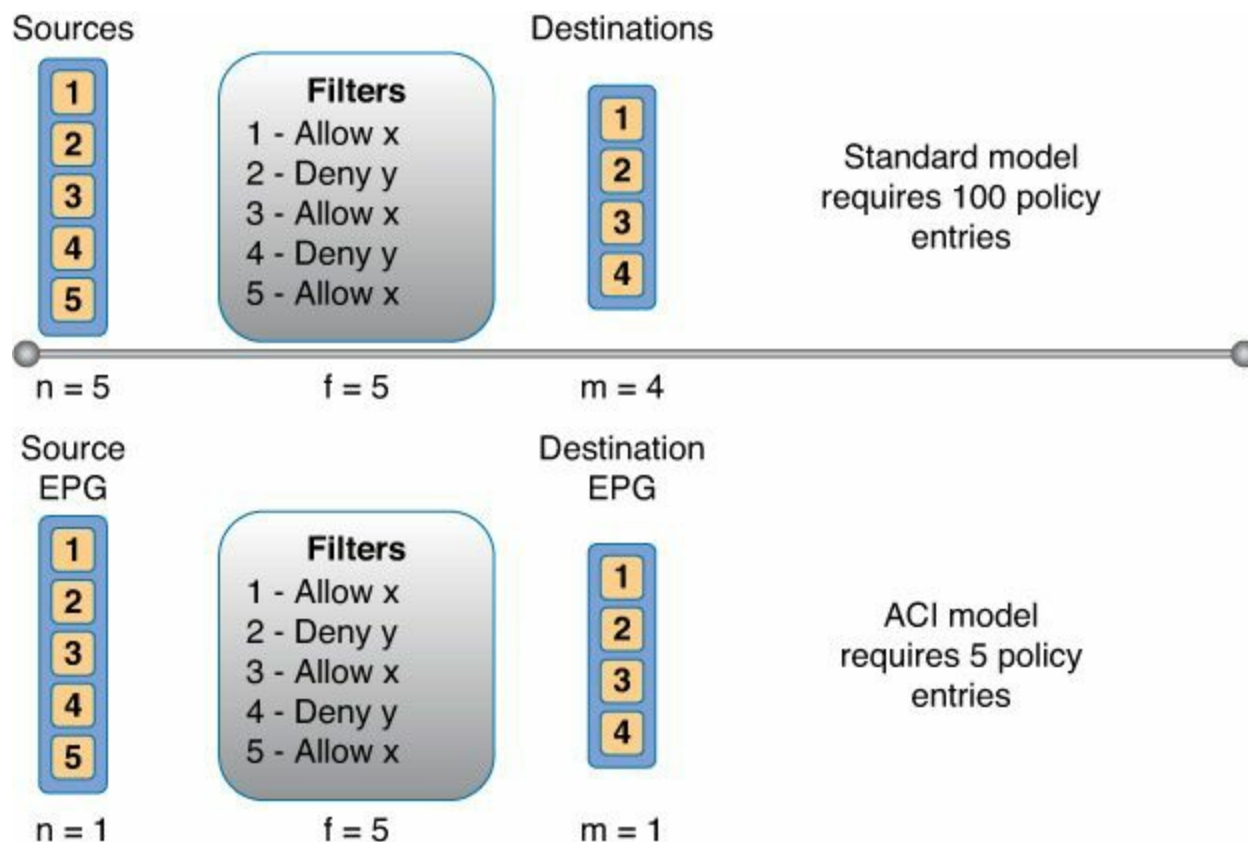 Sources
1
2
3
4
5
Filters
1 - Allow x
2 - Deny y
3 - Allow x
4 - Deny y
5 - Allow x
Destinations
1
2
3
4
Standard model
requires 100 policy
entries
n = 5
f = 5
m = 4
Source
EPG
1
2
3
4
5
Filters
1 - Allow x
2 - Deny y
3 - Allow x
4 - Deny y
5 - Allow x
Destination
EPG
1
2
3
4
ACI model
requires 5 policy
entries
n = 1
f = 5
m = 1